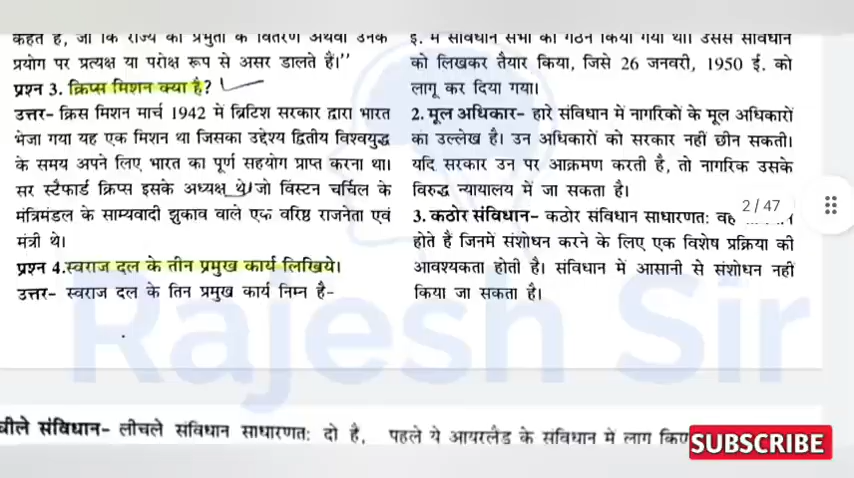 कहते है, जो कि राज्य की प्रभुता के वितरण अथवा उनके
प्रयोग पर प्रत्यक्ष या परोक्ष रूप से असर डालते हैं।’’
प्रश्न 3. क्रिप्स मिशन क्या है?
उत्तर- क्रिस मिशन मार्च 1942 में ब्रिटिश सरकार द्वारा भारत
भेजा गया यह एक मिशन था जिसका उद्देश्य द्वितीय विश्वयुद्ध
के समय अपने लिए भारत का पूर्ण सहयोग प्राप्त करना था।
सर स्टैफार्ड क्रिप्स इसके अध्यक्ष थे जो विंस्टन चर्चिल के
मंत्रिमंडल के साम्यवादी झुकाव वाले एक वरिष्ठ राजनेता एवं
मंत्री थे।
प्रश्न 4.स्वराज दल के तीन प्रमुख कार्य लिखिये।
उत्तर- स्वराज दल के तिन प्रमुख कार्य निम्न है-
ई. में संविधान सभा का गठन किया गया था। उससे संविधान
को लिखकर तैयार किया, जिसे 26 जनवरी, 1950 ई. को
लागू कर दिया गया।
2. मूल अधिकार- हारे संविधान में नागरिकों के मूल अधिकारों
का उल्लेख है। उन अधिकारों को सरकार नहीं छीन सकती।
यदि सरकार उन पर आक्रमण करती है, तो नागरिक उसके
विरुद्ध न्यायालय में जा सकता है।
3. कठोर संविधान- कठोर संविधान साधारणतः वह
होते हैं जिनमें संशोधन करने के लिए एक विशेष प्रक्रिया की
आवश्यकता होती है। संविधान में आसानी से संशोधन नहीं
किया जा सकता है।
2 / 47
Rajesh Sir
संविधान- लीचले संविधान साधारणतः दो है,
पहले ये आयरलैड के संविधान में लाग
SUBSCRIBE